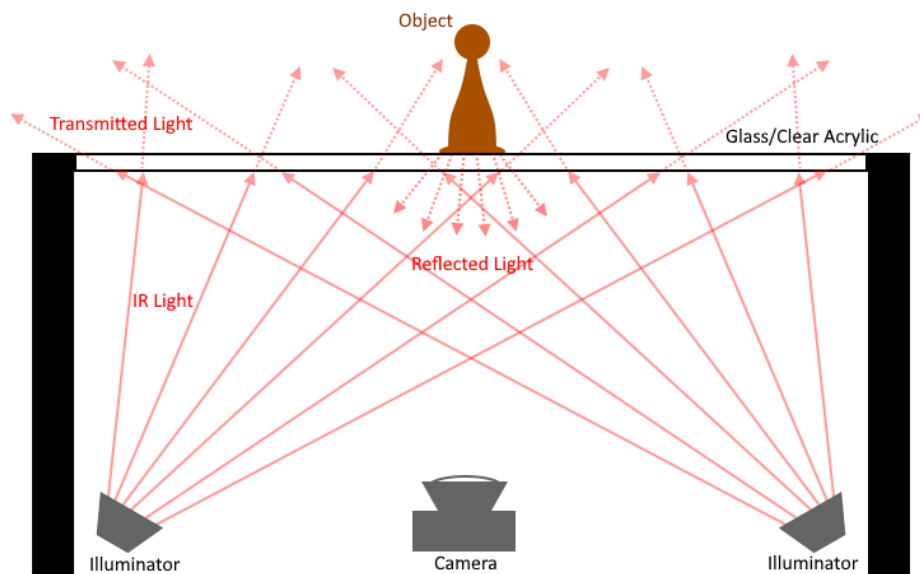 Object
Transmitted Light
Glass/Clear Acrylic
Reflected Light
IR Light
Illuminator
Camera
Illuminator